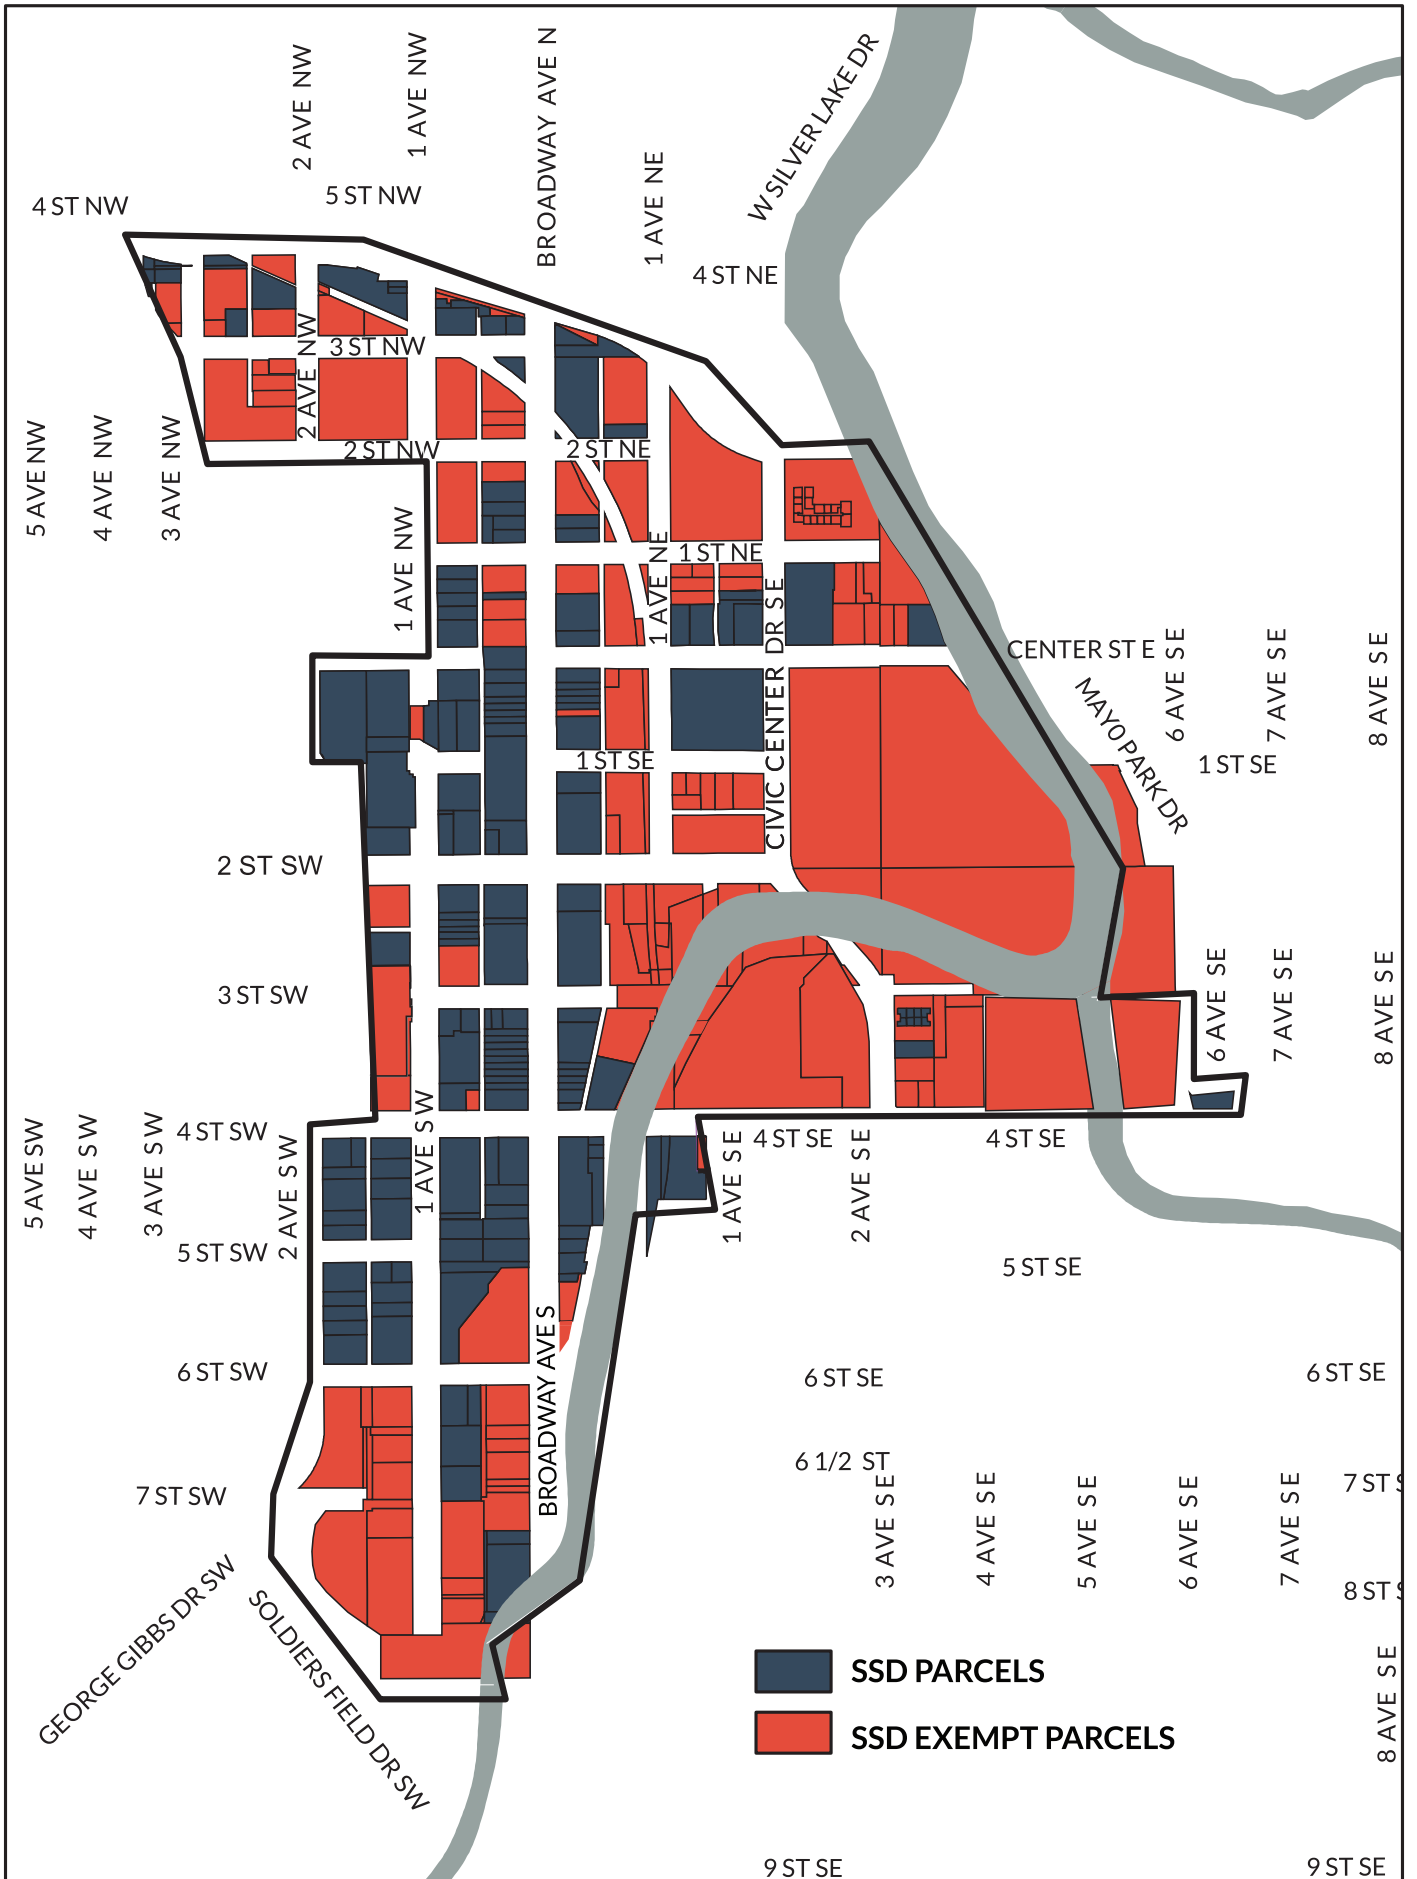 BROADWAY AVE N
W SILVER LAKE DR
2 AVE NW
1 AVE NW
1 AVE NE
5 ST NW
4 ST NW
4 ST NE
3 ST NW
2 AVE NW
2 ST NW
2 ST NE
5 AVE NW
4 AVE NW
3 AVE NW
1 AVE NW
1 AVE NE
1 ST NE
CIVIC CENTER DR SE
CENTER ST E
6 AVE SE
7 AVE SE
8 AVE SE
MAYO PARK DR
1 ST SE
1 ST SE
2 ST SW
3 ST SW
6 AVE SE
7 AVE SE
8 AVE SE
5 AVE SW
4 AVE SW
3 AVE SW
4 ST SW
2 AVE SW
1 AVE SW
1 AVE SE
4 ST SE
2 AVE SE
4 ST SE
5 ST SW
5 ST SE
6 ST SW
BROADWAY AVE S
6 ST SE
6 ST SE
6 1/2 ST
7 ST SW
3 AVE SE
4 AVE SE
5 AVE SE
6 AVE SE
7 AVE SE
7 ST S
8 ST S
GEORGE GIBBS DR SW
SOLDIERS FIELD DR SW
SSD PARCELS
SSD EXEMPT PARCELS
8 AVE SE
9 ST SE
9 ST SE